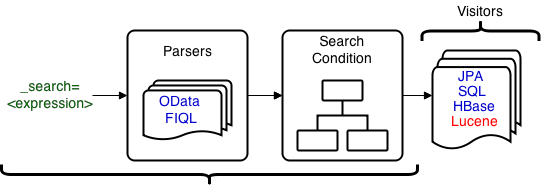 Visitors
Parsers
Search
Condition
_search=
<expression>
OData
FIQL
JPA
SQL
HBase
Lucene